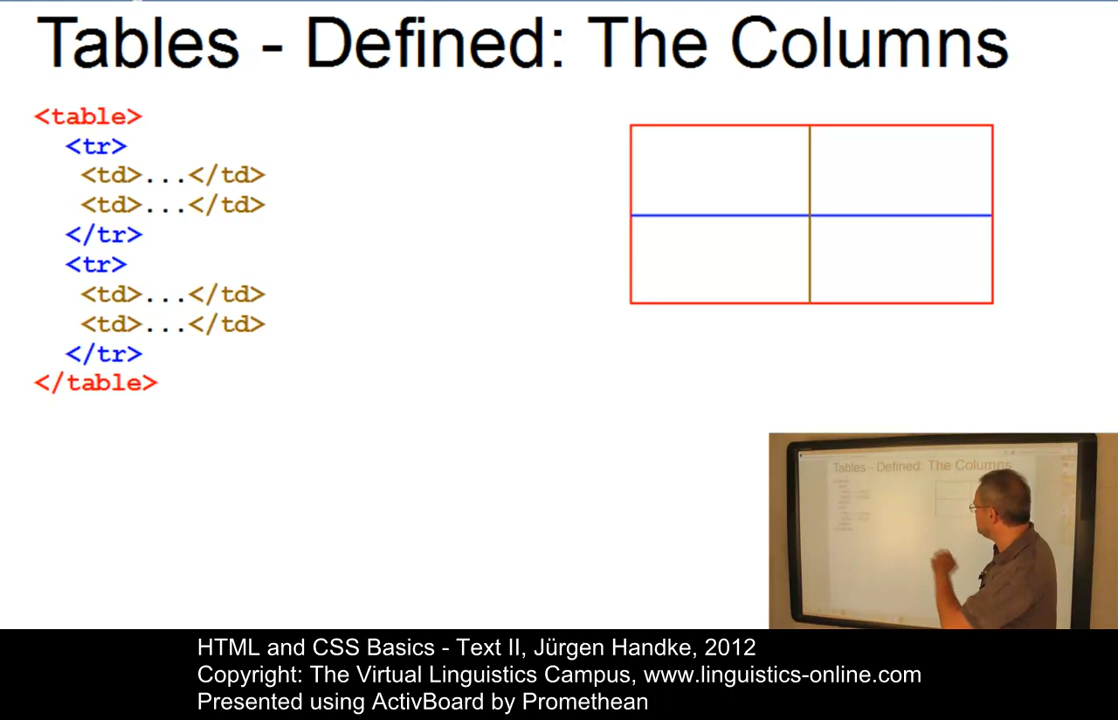 Tables - Defined: The Columns
<table>
<tr>
<td>...</td>
<td>...</td>
</tr>
<tr>
<td>...</td>
<td>...</td>
</tr>
</table>
Tables - Defined: The Columns
HTML and CSS Basics - Text II, Jürgen Handke, 2012
Copyright: The Virtual Linguistics Campus, www.linguistics-online.com
Presented using ActivBoard by Promethean